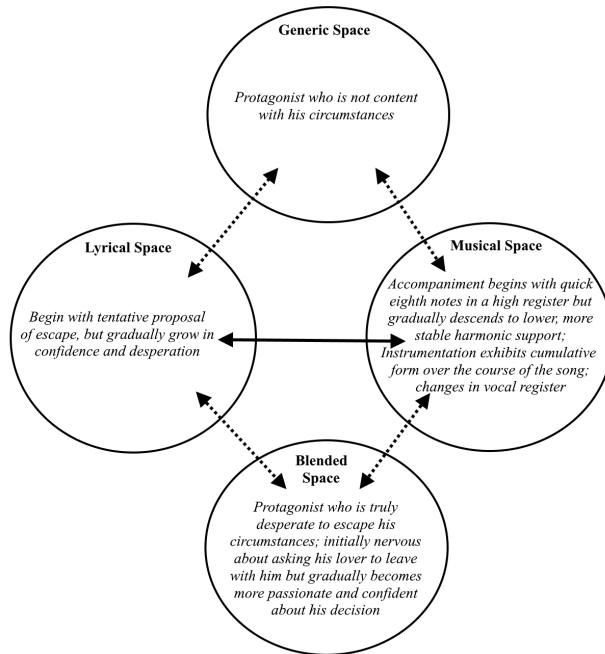 Generic Space
Protagonist who is not content
with his circumstances
Lyrical Space
Begin with tentative proposal
of escape, but gradually grow in
confidence and desperation
Musical Space
Accompaniment begins with quick
eighth notes in a high register but
gradually descends to lower, more
stable harmonic support;
Instrumentation exhibits cumulative
form over the course of the song;
changes in vocal register
Blended
Space
Protagonist who is truly
desperate to escape his
circumstances; initially nervous
about asking his lover to leave
with him but gradually becomes
more passionate and confident
about his decision